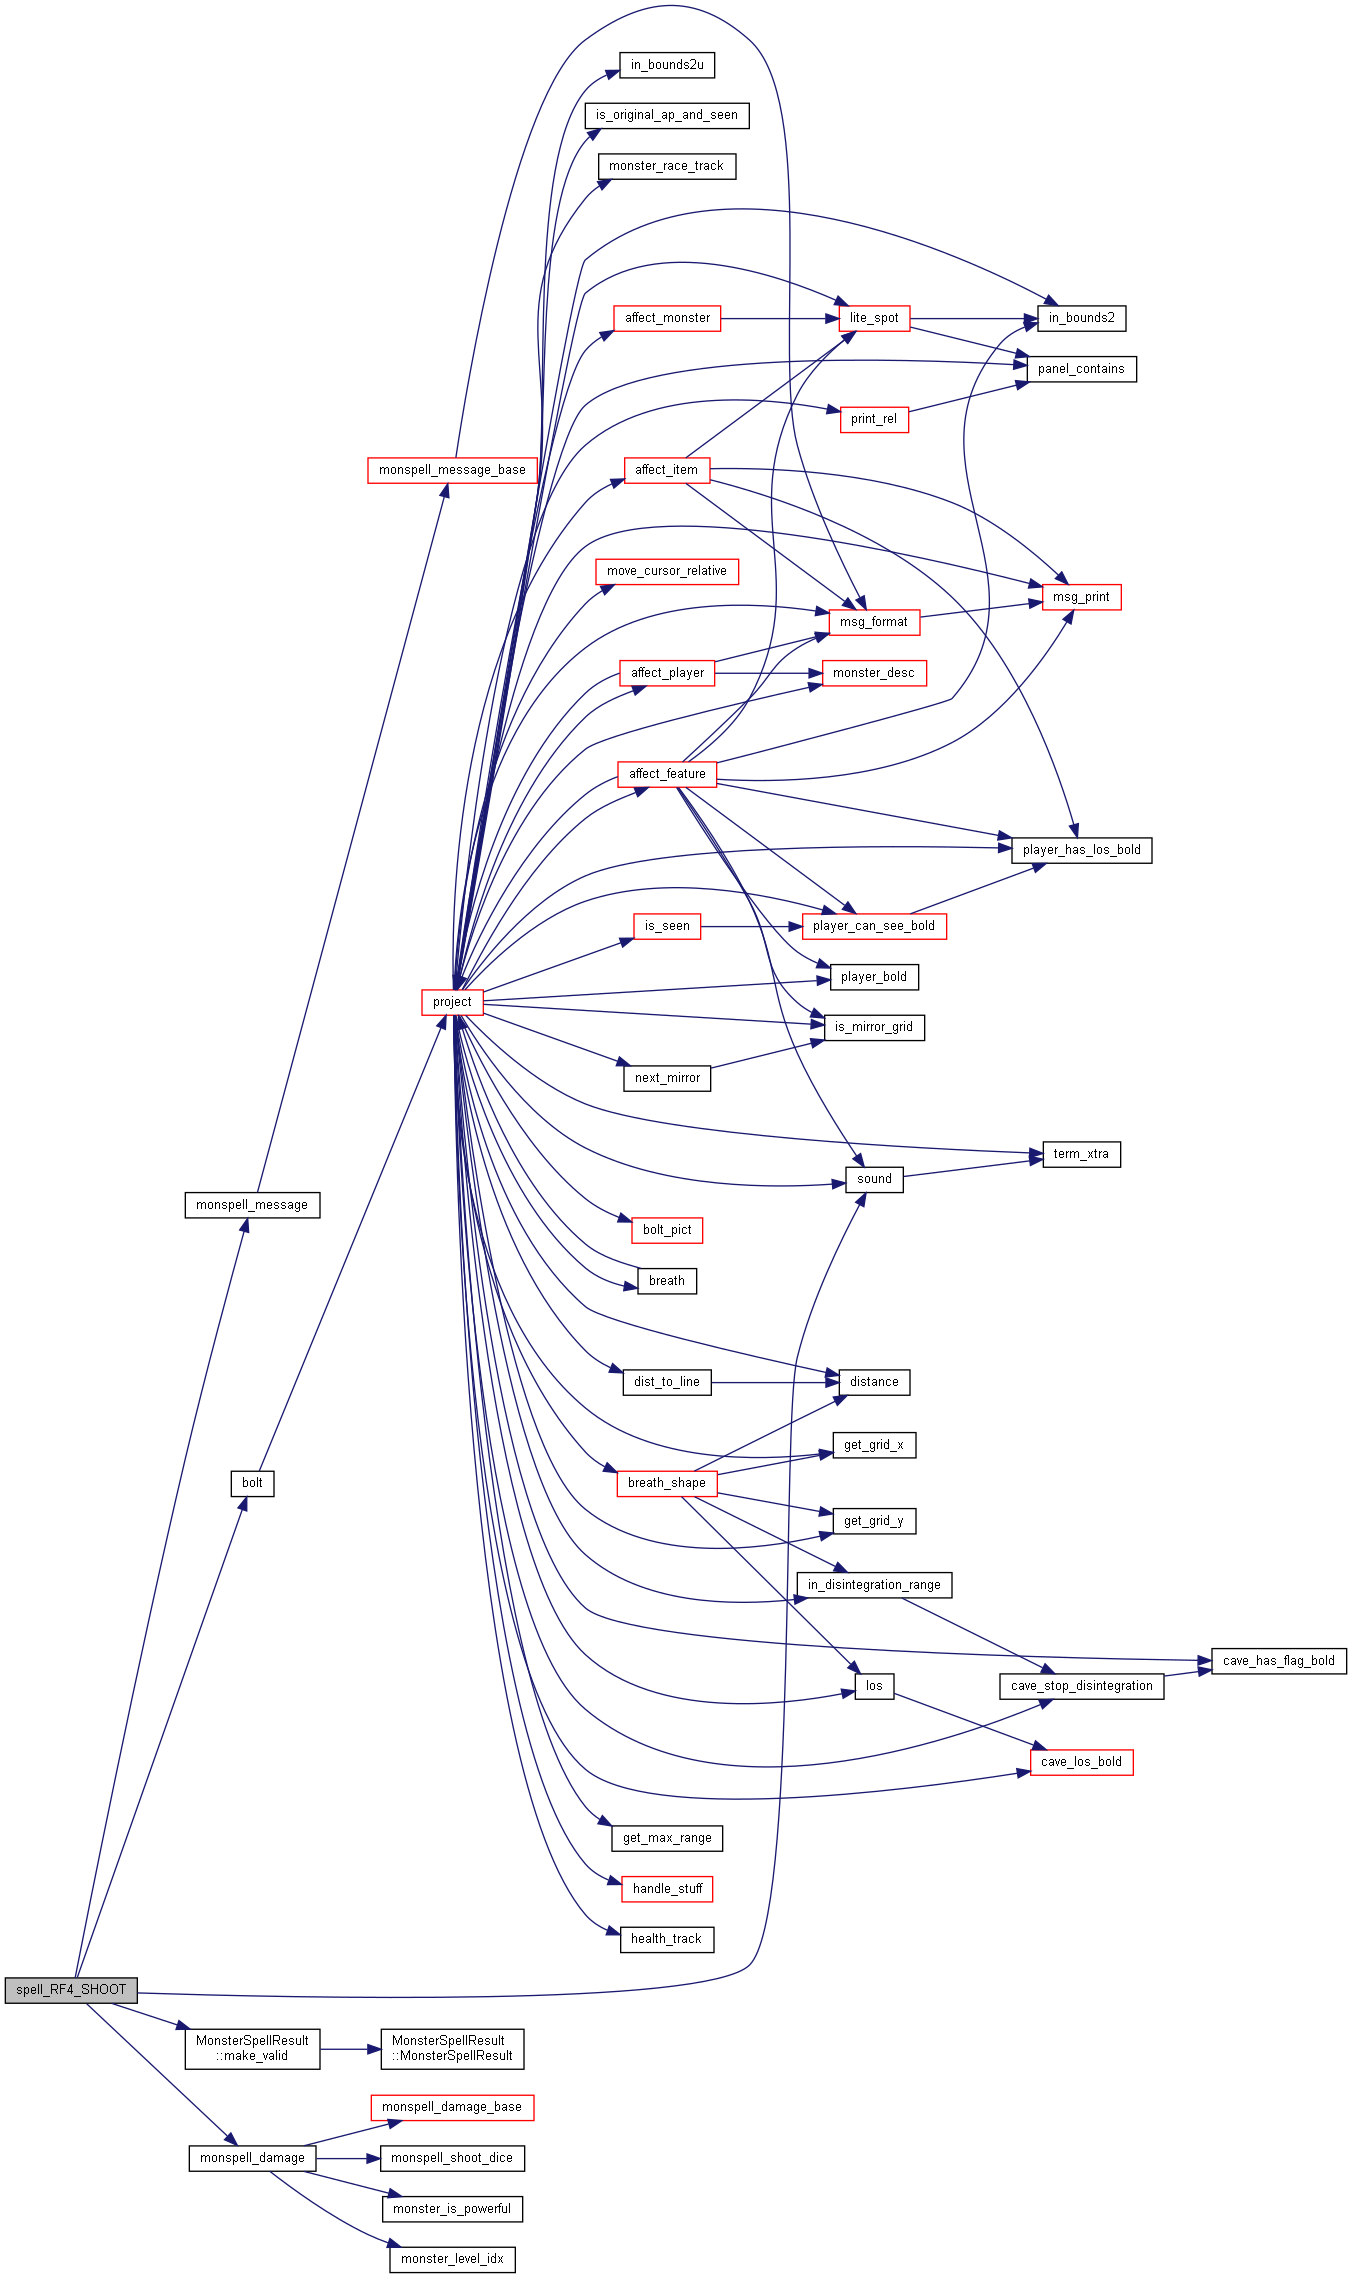 in_bounds2u
is_original_ap_and_seen
monster_race_track
affect_monster
lite_spot
in_bounds2
panel_contains
print_rel
monspell_message_base
affect_item
move_cursor_relative
msg_print
msg_format
affect_player
monster_desc
affect_feature
player_has_los_bold
is_seen
player_can_see_bold
player_bold
project
is_mirror_grid
next_mirror
term_xtra
sound
monspell_message
bolt_pict
breath
dist_to_line
distance
get_grid_x
bolt
breath_shape
get_grid_y
in_disintegration_range
cave_has_flag_bold
los
cave_stop_disintegration
cave_los_bold
get_max_range
handle_stuff
health_track
spell_RF4_SHOOT
MonsterSpellResult
::make_valid
MonsterSpellResult
::MonsterSpellResult
monspell_damage_base
monspell_damage
monspell_shoot_dice
monster_is_powerful
monster_level_idx